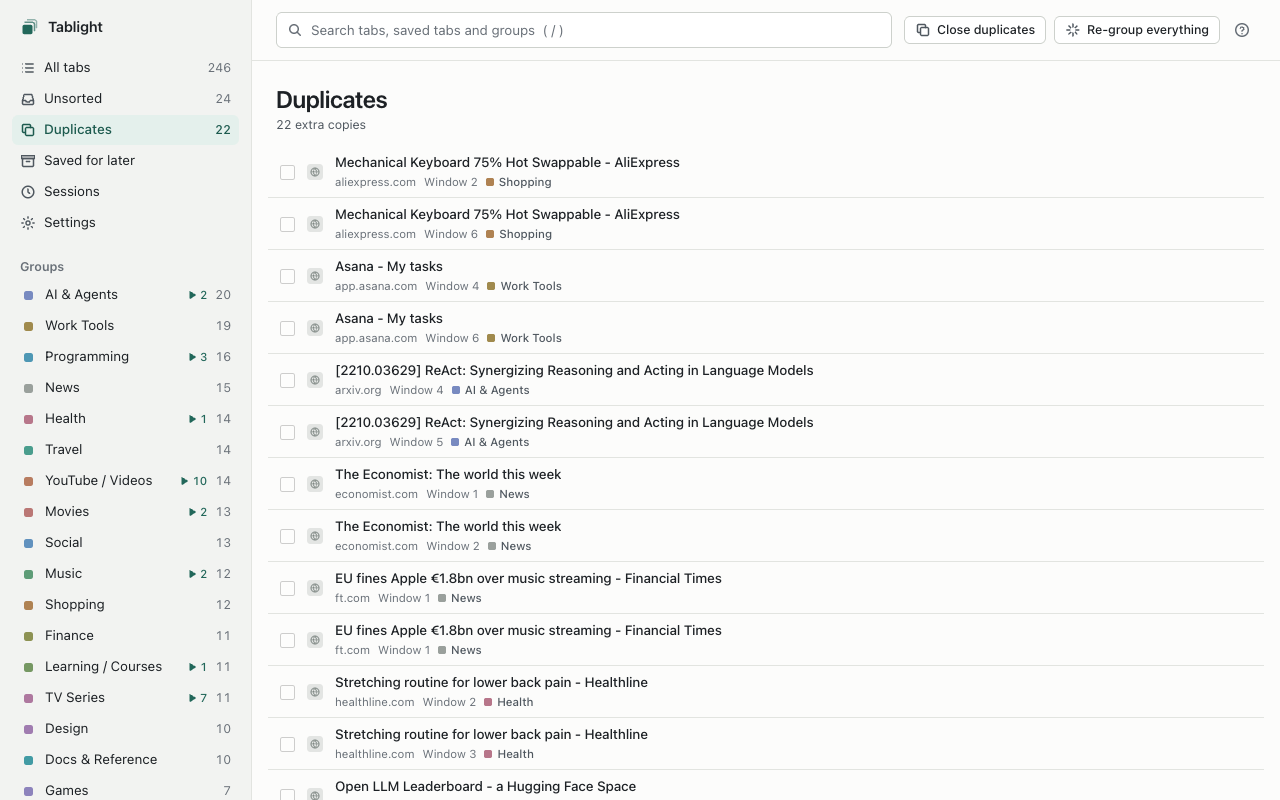 Tablight
All tabs 246
Unsorted 24
Duplicates 22
Saved for later
Sessions
Settings
Groups
AI & Agents 2 20
Work Tools 19
Programming 3 16
News 15
Health 1 14
Travel 14
YouTube / Videos 10 14
Movies 2 13
Social 13
Music 2 12
Shopping 12
Finance 11
Learning / Courses 1 11
TV Series 7 11
Design 10
Docs & Reference 10
Games 7
Search tabs, saved tabs and groups ( / )
Close duplicates
Re-group everything
Duplicates
22 extra copies
Mechanical Keyboard 75% Hot Swappable - AliExpress
aliexpress.com Window 2 Shopping
Mechanical Keyboard 75% Hot Swappable - AliExpress
aliexpress.com Window 6 Shopping
Asana - My tasks
app.asana.com Window 4 Work Tools
Asana - My tasks
app.asana.com Window 6 Work Tools
[2210.03629] ReAct: Synergizing Reasoning and Acting in Language Models
arxiv.org Window 4 AI & Agents
[2210.03629] ReAct: Synergizing Reasoning and Acting in Language Models
arxiv.org Window 5 AI & Agents
The Economist: The world this week
economist.com Window 1 News
The Economist: The world this week
economist.com Window 2 News
EU fines Apple €1.8bn over music streaming - Financial Times
ft.com Window 1 News
EU fines Apple €1.8bn over music streaming - Financial Times
ft.com Window 1 News
Stretching routine for lower back pain - Healthline
healthline.com Window 2 Health
Stretching routine for lower back pain - Healthline
healthline.com Window 3 Health
Open LLM Leaderboard - a Hugging Face Space